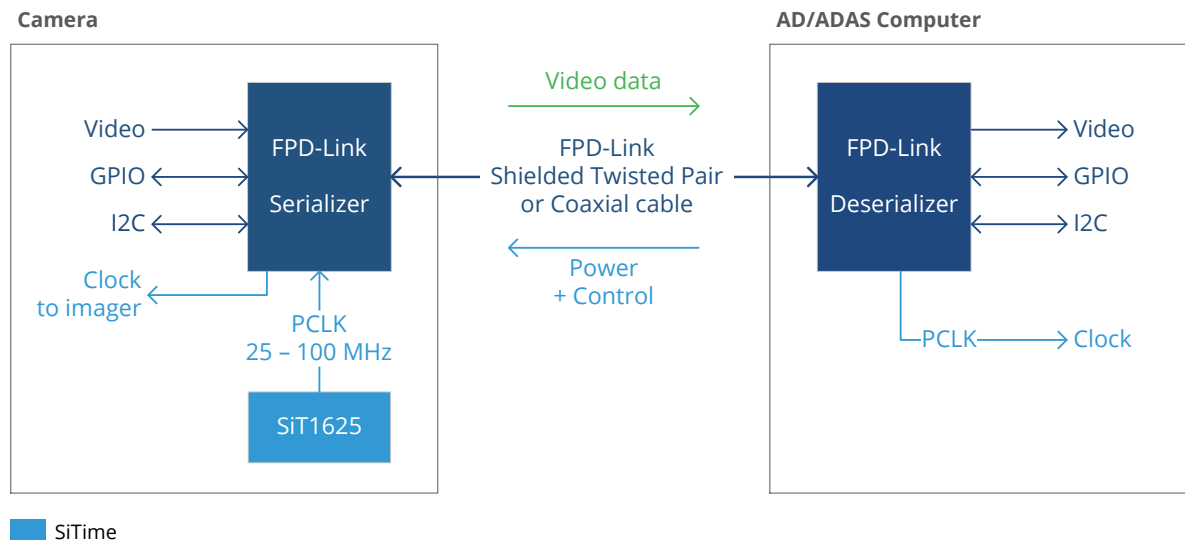 Camera
Video
GPIO
I2C
Clock
to imager
FPD-Link
Serializer
PCLK
25 – 100 MHz
SiT1625
Video data
FPD-Link
Shielded Twisted Pair
or Coaxial cable
Power
+ Control
AD/ADAS Computer
FPD-Link
Deserializer
Video
GPIO
I2C
PCLK
Clock
SiTime